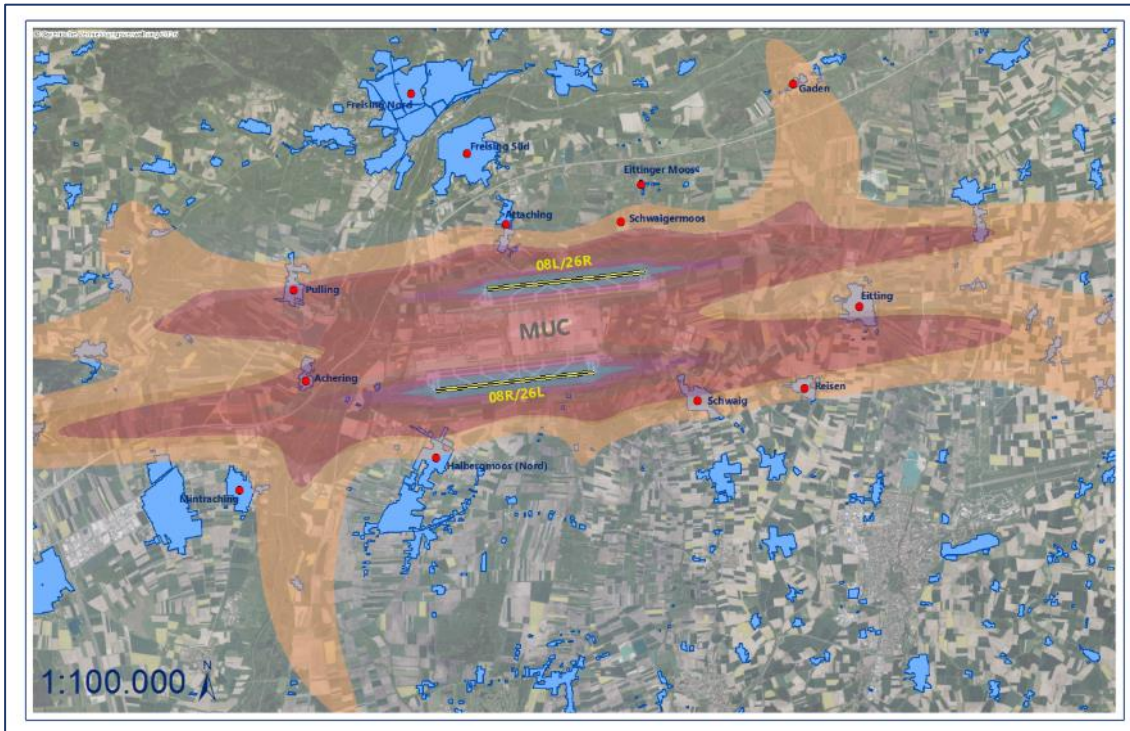 Freising Nord
Gaden
Freising Süd
Eittinger Moos
Attaching
Schwaigermoos
08L/26R
Pulling
Eitting
MUC
Achering
08R/26L
Reisen
Schwaig
Halbergmoos (Nord)
Mintraching
1:100.000
N